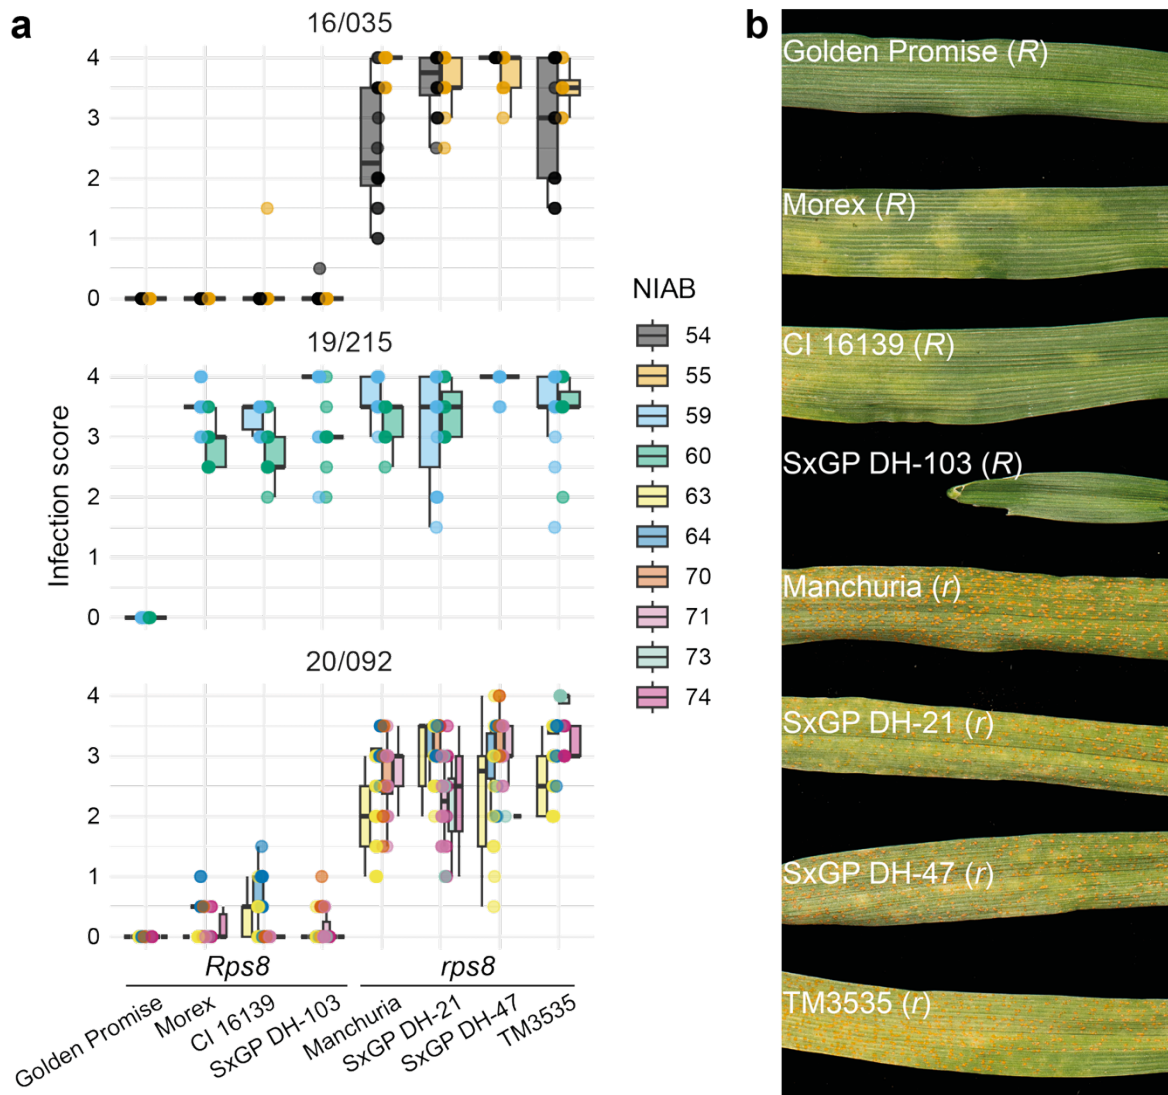 a
16/035
4
3
2
1
0
19/215
4
3
2
1
0
20/092
4
3
2
1
0
Infection score
Rps8
rps8
Golden Promise
Morex
CI 16139
SxGP DH-103
Manchuria
SxGP DH-21
SxGP DH-47
TM3535
NIAB
54
55
59
60
63
64
70
71
73
74
b
Golden Promise (R)
Morex (R)
CI 16139 (R)
SxGP DH-103 (R)
Manchuria (r)
SxGP DH-21 (r)
SxGP DH-47 (r)
TM3535 (r)